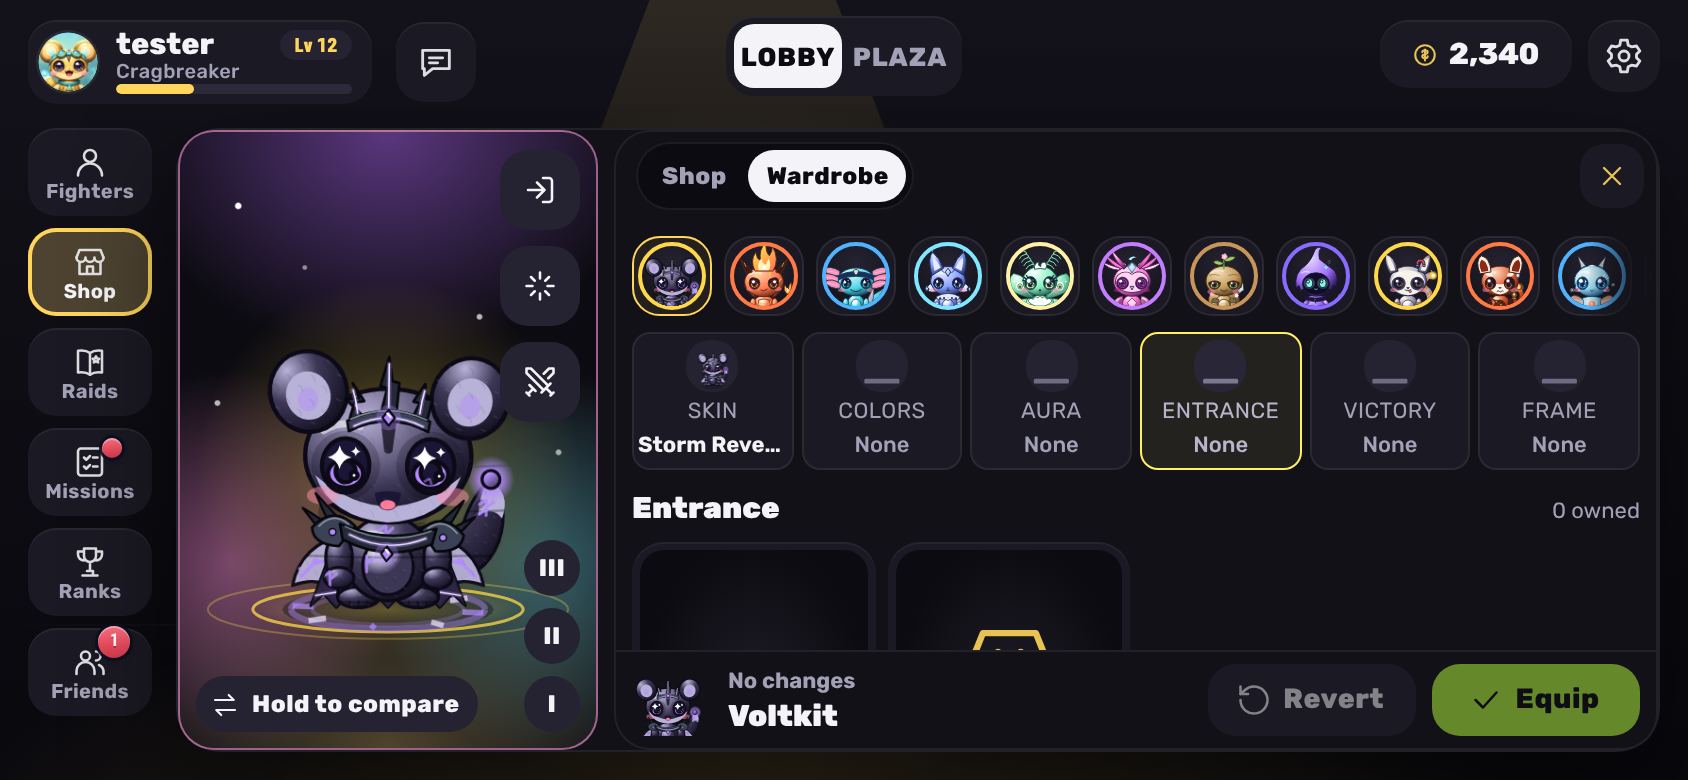 tester
Lv 12
Cragbreaker
LOBBY
PLAZA
2,340
Fighters
Shop
Raids
Missions
Ranks
1
Friends
III
II
I
Hold to compare
Shop
Wardrobe
SKIN
Storm Reve...
COLORS
None
AURA
None
ENTRANCE
None
VICTORY
None
FRAME
None
Entrance
0 owned
No changes
Voltkit
Revert
Equip